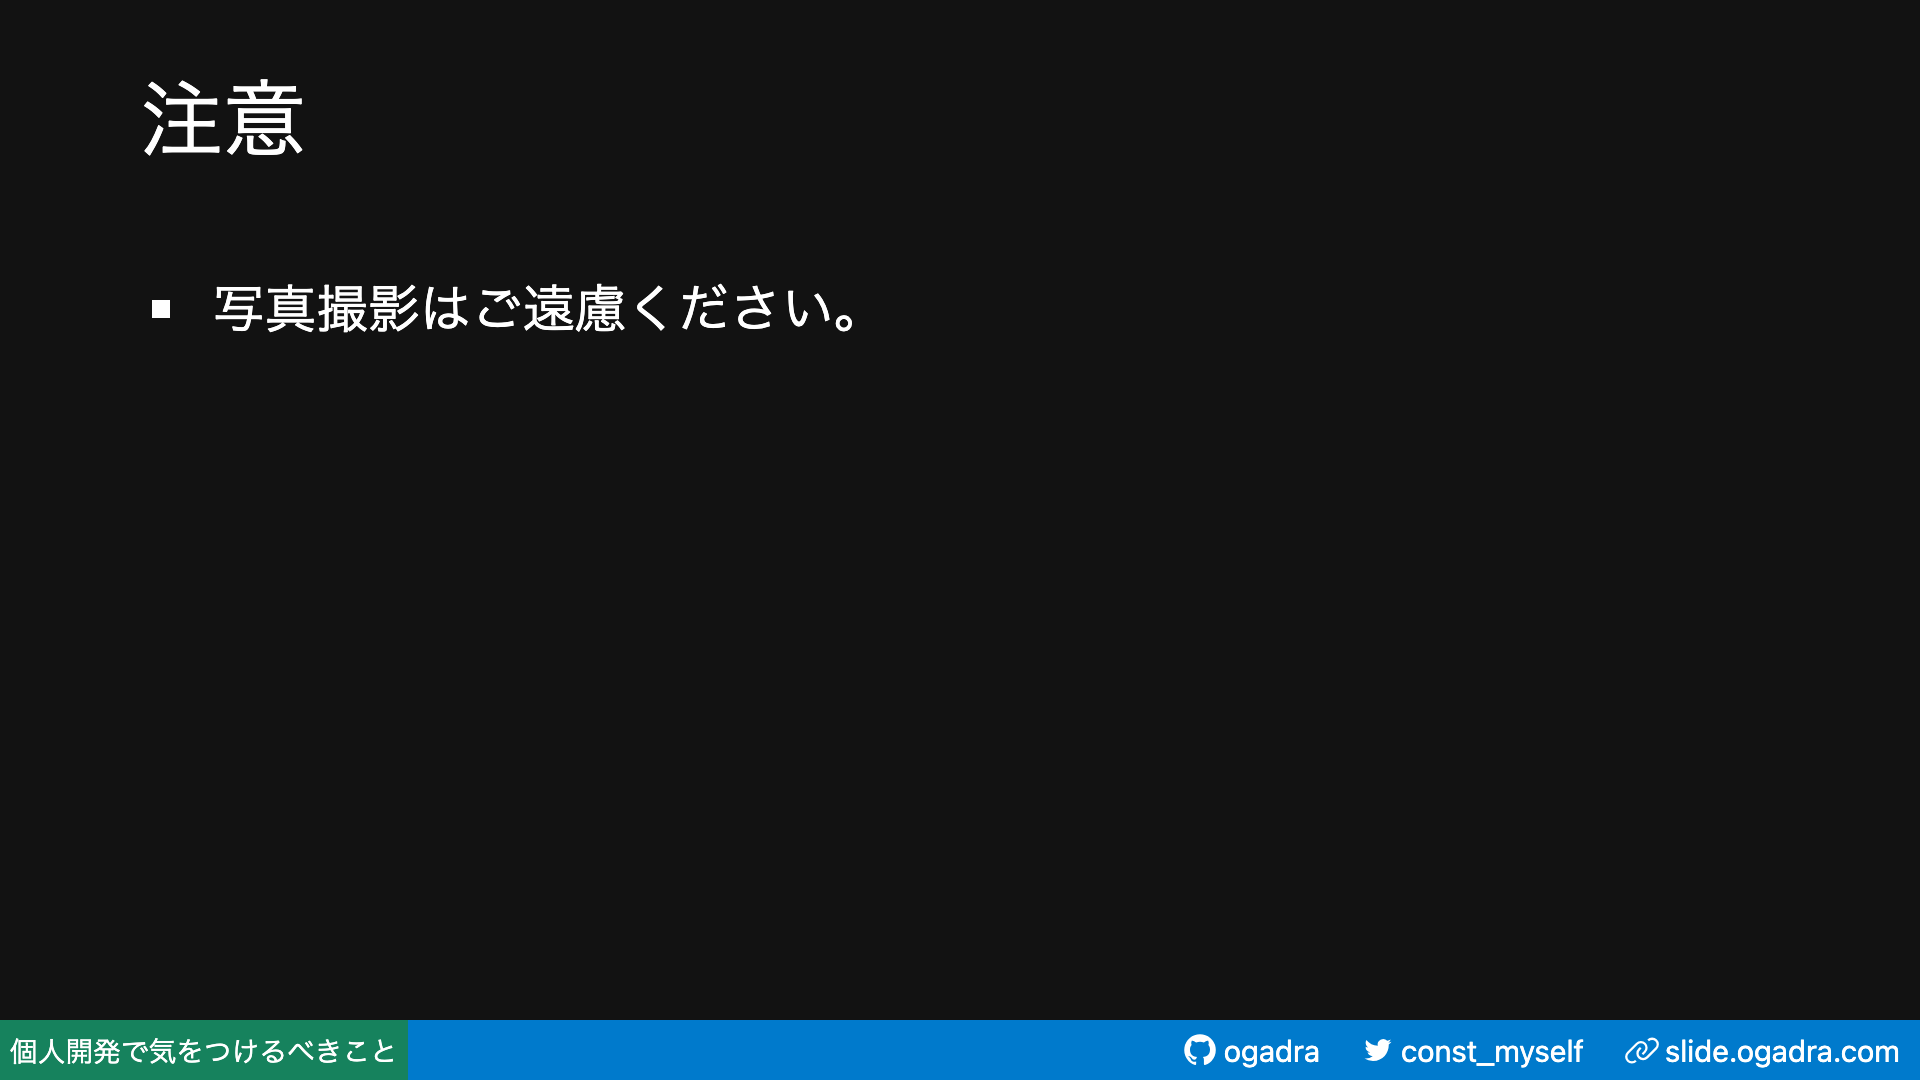 注意
■ 写真撮影はご遠慮ください。
個人開発で気をつけるべきこと
ogadra
const_myself
slide.ogadra.com